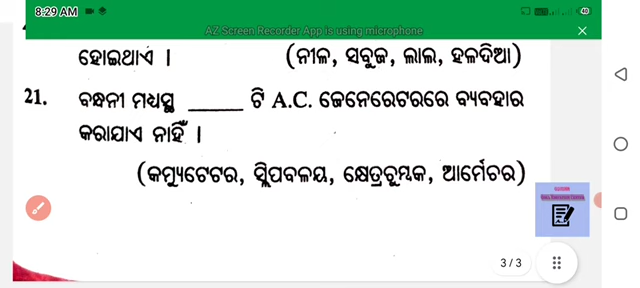 8:29 AM
40
AZ Screen Recorder App is using microphone
ହୋଇଥାଏ । (ନୀଳ, ସବୁଜ, ଲାଲ, ହଳଦିଆ)
21. ବନ୍ଧନୀ ମଧ୍ୟସ୍ଥ _____ ଟି A.C. ଜେନେରେଟରରେ ବ୍ୟବହାର
କରାଯାଏ ନାହିଁ ।
(କମ୍ୟୁଟେଟର, ସ୍ଲିପବଳୟ, କ୍ଷେତ୍ରଚୁମ୍ବକ, ଆର୍ମେଚର)
3 / 3